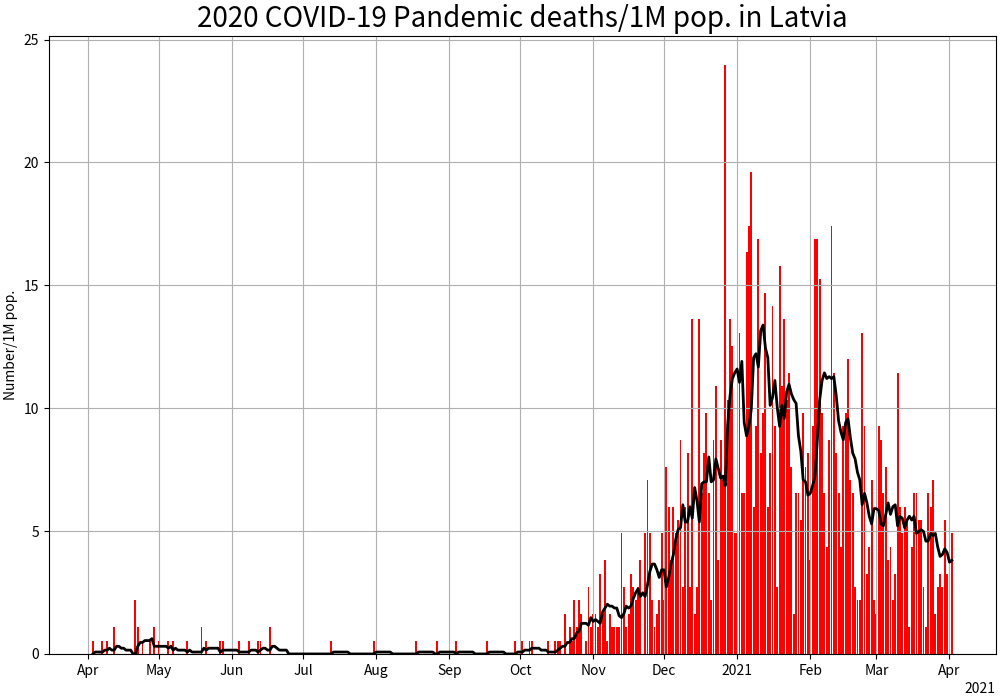 2020 COVID-19 Pandemic deaths/1M pop. in Latvia
Number/1M pop.
25
20
15
10
5
0
Apr May Jun Jul Aug Sep Oct Nov Dec 2021 Feb Mar Apr
2021